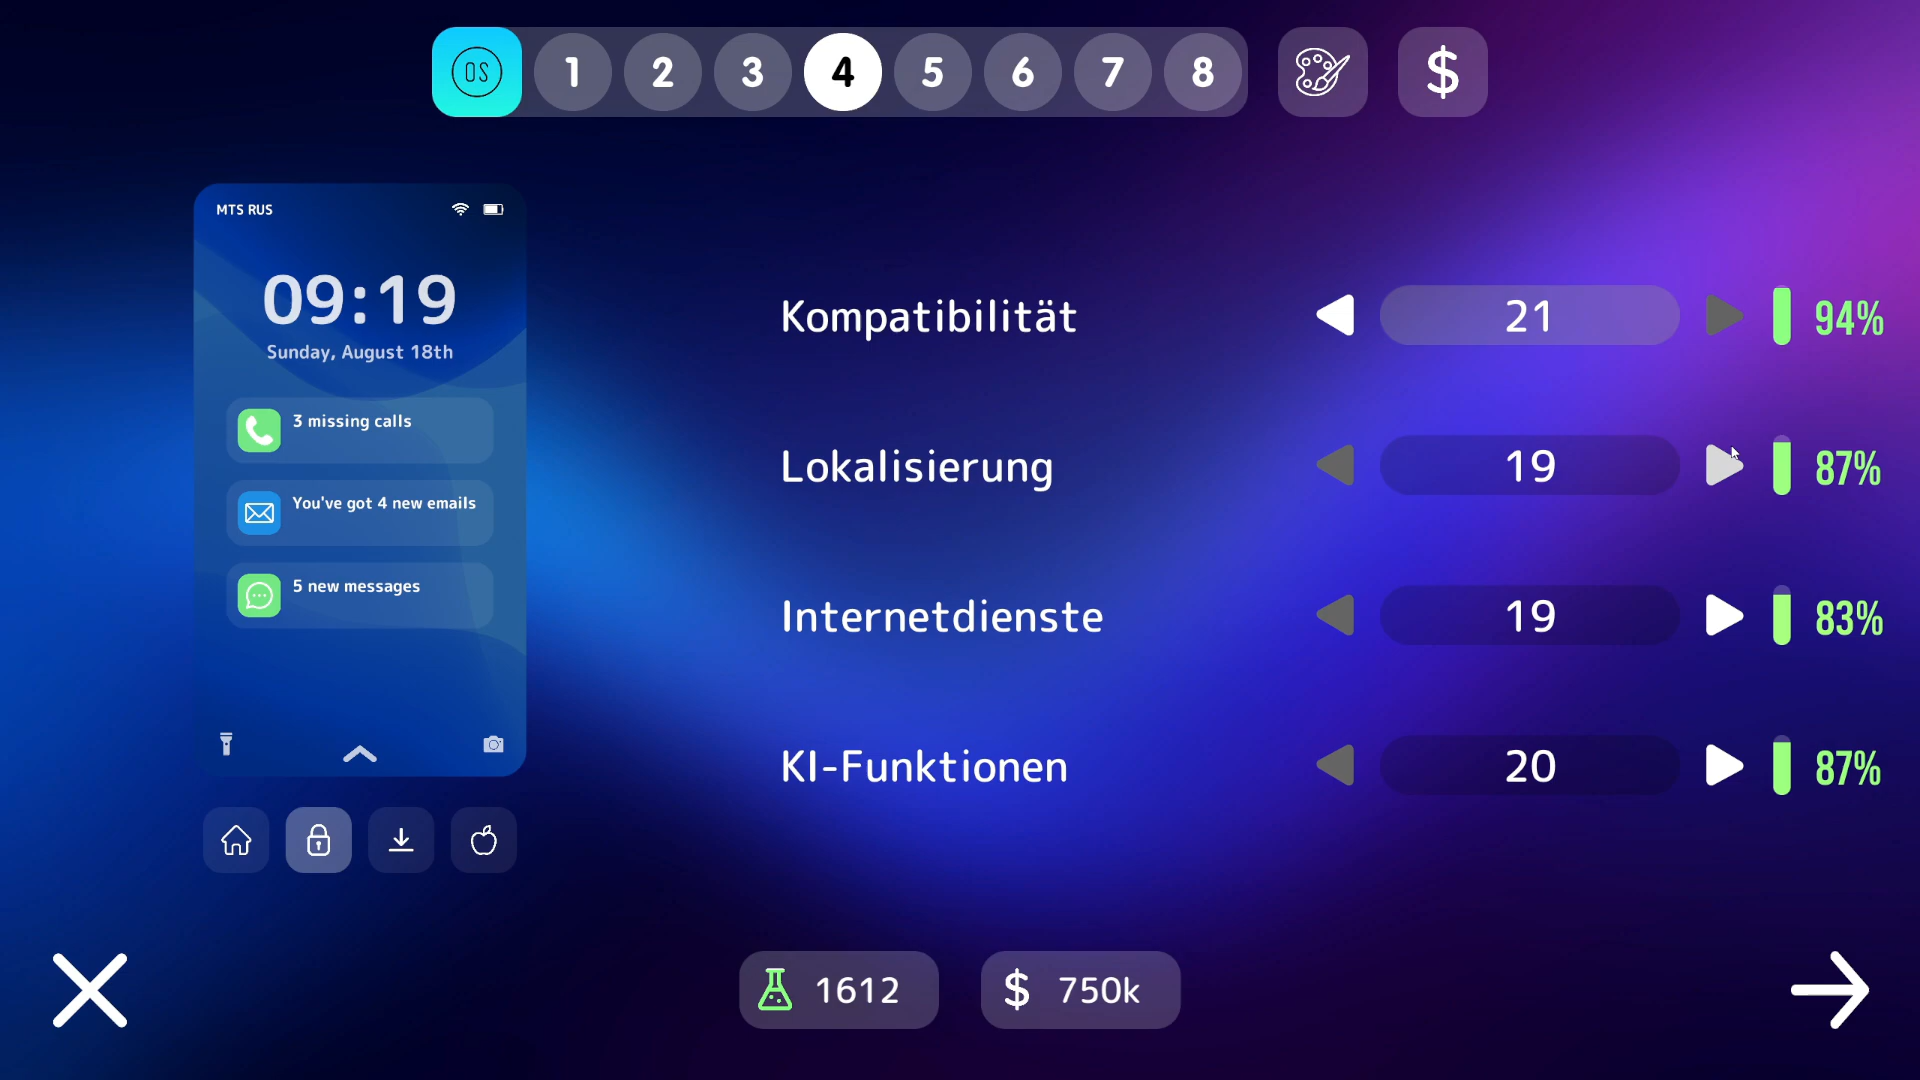 OS 1 2 3 4 5 6 7 8 $
MTS RUS
09:19
Sunday, August 18th
3 missing calls
You've got 4 new emails
5 new messages
Kompatibilität 21 94%
Lokalisierung 19 87%
Internetdienste 19 83%
KI-Funktionen 20 87%
1612 $ 750k